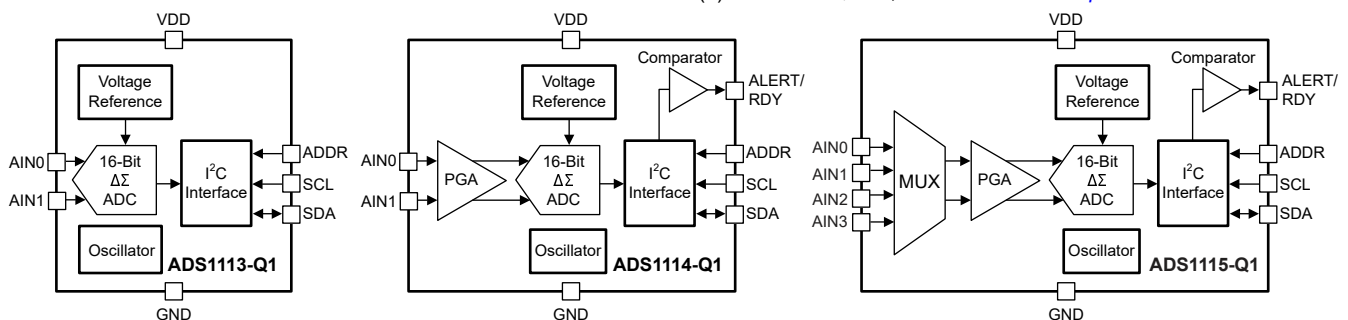 VDD
Voltage
Reference
AIN0
AIN1
16-Bit
ΔΣ
ADC
I²C
Interface
ADDR
SCL
SDA
Oscillator
ADS1113-Q1
GND
VDD
Comparator
ALERT/
RDY
Voltage
Reference
AIN0
AIN1
PGA
16-Bit
ΔΣ
ADC
I²C
Interface
ADDR
SCL
SDA
Oscillator
ADS1114-Q1
GND
VDD
Comparator
ALERT/
RDY
Voltage
Reference
AIN0
AIN1
AIN2
AIN3
MUX
PGA
16-Bit
ΔΣ
ADC
I²C
Interface
ADDR
SCL
SDA
Oscillator
ADS1115-Q1
GND